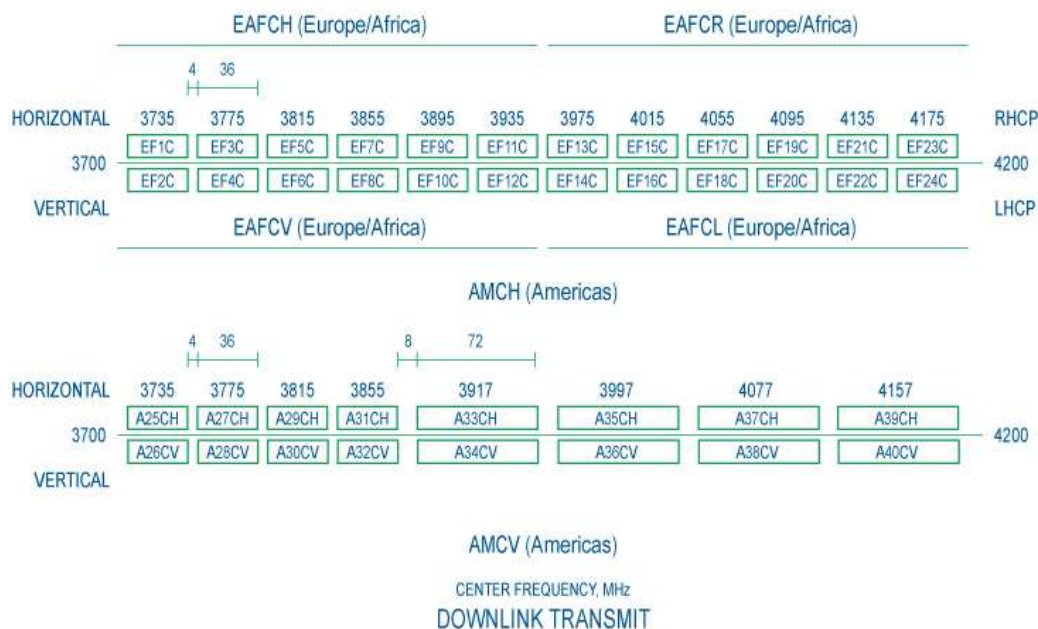 EAFCH (Europe/Africa) EAFCR (Europe/Africa)
4 36
HORIZONTAL 3735 3775 3815 3855 3895 3935 3975 4015 4055 4095 4135 4175 RHCP
EF1C EF3C EF5C EF7C EF9C EF11C EF13C EF15C EF17C EF19C EF21C EF23C
3700 4200
EF2C EF4C EF6C EF8C EF10C EF12C EF14C EF16C EF18C EF20C EF22C EF24C
VERTICAL LHCP
EAFCV (Europe/Africa) EAFCL (Europe/Africa)
AMCH (Americas)
4 36 8 72
HORIZONTAL 3735 3775 3815 3855 3917 3997 4077 4157
A25CH A27CH A29CH A31CH A33CH A35CH A37CH A39CH
3700 4200
A26CV A28CV A30CV A32CV A34CV A36CV A38CV A40CV
VERTICAL
AMCV (Americas)
CENTER FREQUENCY, MHz
DOWNLINK TRANSMIT